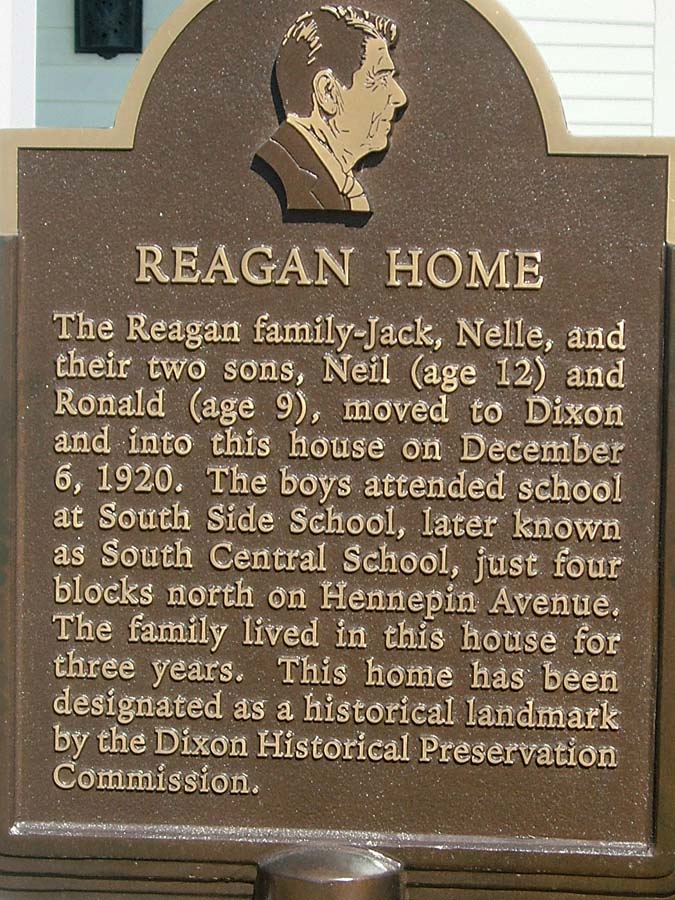 REAGAN HOME
The Reagan family-Jack, Nelle, and
their two sons, Neil (age 12) and
Ronald (age 9), moved to Dixon
and into this house on December
6, 1920. The boys attended school
at South Side School, later known
as South Central School, just four
blocks north on Hennepin Avenue.
The family lived in this house for
three years. This home has been
designated as a historical landmark
by the Dixon Historical Preservation
Commission.